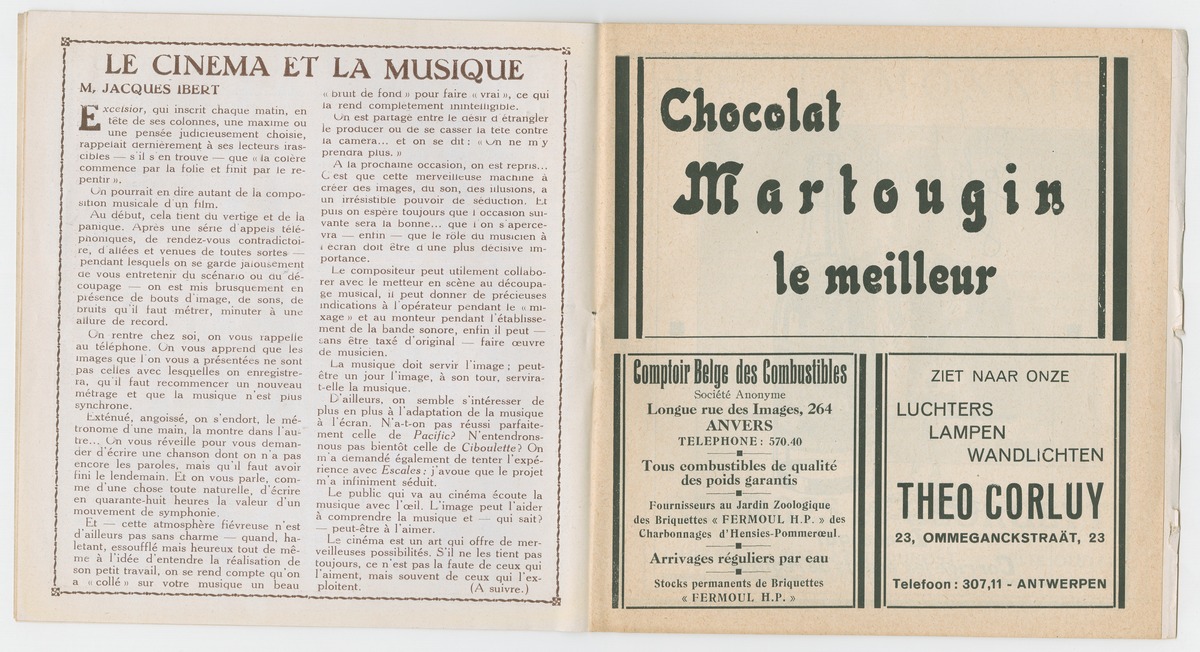 LE CINEMA ET LA MUSIQUE
M. JACQUES IBERT
Excelsior, qui inscrit chaque matin, en
tête de ses colonnes, une maxime ou
une pensée judicieusement choisie,
rappelait dernièrement à ses lecteurs iras-
cibles — s'il s'en trouve — que « la colère
commence par la folie et finit par le re-
pentir ».
On pourrait en dire autant de la compo-
sition musicale d'un film.
Au début, cela tient du vertige et de la
panique. Après une série d'appels télé-
phoniques, de rendez-vous contradictoi-
re, d'allées et venues de toutes sortes —
pendant lesquels on se garde jalousement
de vous entretenir du scénario ou du dé-
coupage — on est mis brusquement en
présence de bouts d'image, de sons, de
bruits qu'il faut métrer, minuter à une
allure de record.
On rentre chez soi, on vous rappelle
au téléphone. On vous apprend que les
images que l'on vous a présentées ne sont
pas celles avec lesquelles on enregistre-
ra, qu'il faut recommencer un nouveau
métrage et que la musique n'est plus
synchrone.
Exténué, angoissé, on s'endort, le mé-
tronome d'une main, la montre dans l'au-
tre... On vous réveille pour vous deman-
der d'écrire une chanson dont on n'a pas
encore les paroles, mais qu'il faut avoir
fini le lendemain. Et on vous parle, com-
me d'une chose toute naturelle, d'écrire
en quarante-huit heures la valeur d'un
mouvement de symphonie.
Et — cette atmosphère fiévreuse n'est
d'ailleurs pas sans charme — quand, ha-
letant, essoufflé mais heureux tout de mê-
me à l'idée d'entendre la réalisation de
son petit travail, on se rend compte qu'on
a « collé » sur votre musique un beau
« bruit de fond » pour faire « vrai », ce qui
la rend complètement inintelligible.
On est partagé entre le désir d'étrangler
le producer ou de se casser la tête contre
la camera... et on se dit : « On ne m'y
prendra plus. »
A la prochaine occasion, on est repris...
C'est que cette merveilleuse machine à
créer des images, du son, des illusions, a
un irrésistible pouvoir de séduction. Et
puis on espère toujours que l'occasion sui-
vante sera la bonne... que l'on s'aperce-
vra — enfin — que le rôle du musicien à
l'écran doit être d'une plus décisive im-
portance.
Le compositeur peut utilement collabo-
rer avec le metteur en scène au découpa-
ge musical, il peut donner de précieuses
indications à l'opérateur pendant le « mi-
xage » et au monteur pendant l'établisse-
ment de la bande sonore, enfin il peut —
sans être taxé d'original — faire œuvre
de musicien.
La musique doit servir l'image ; peut-
être un jour l'image, à son tour, servira-
t-elle la musique.
D'ailleurs, on semble s'intéresser de
plus en plus à l'adaptation de la musique
à l'écran. N'a-t-on pas réussi parfaite-
ment celle de Pacific? N'entendrons-
nous pas bientôt celle de Ciboulette? On
m'a demandé également de tenter l'expé-
rience avec Escales : j'avoue que le projet
m'a infiniment séduit.
Le public qui va au cinéma écoute la
musique avec l'œil. L'image peut l'aider
à comprendre la musique et — qui sait?
— peut-être à l'aimer.
Le cinéma est un art qui offre de mer-
veilleuses possibilités. S'il ne les tient pas
toujours, ce n'est pas la faute de ceux qui
l'aiment, mais souvent de ceux qui l'ex-
ploitent. (A suivre.)
Chocolat
Martougin
le meilleur
Comptoir Belge des Combustibles
Société Anonyme
Longue rue des Images, 264
ANVERS
TELEPHONE : 570.40
Tous combustibles de qualité
des poids garantis
Fournisseurs au Jardin Zoologique
des Briquettes « FERMOUL H.P. » des
Charbonnages d'Hensies-Pommerœul.
Arrivages réguliers par eau
Stocks permanents de Briquettes
« FERMOUL H.P. »
ZIET NAAR ONZE
LUCHTERS
LAMPEN
WANDLICHTEN
THEO CORLUY
23, OMMEGANCKSTRAÄT, 23
Telefoon : 307,11 - ANTWERPEN